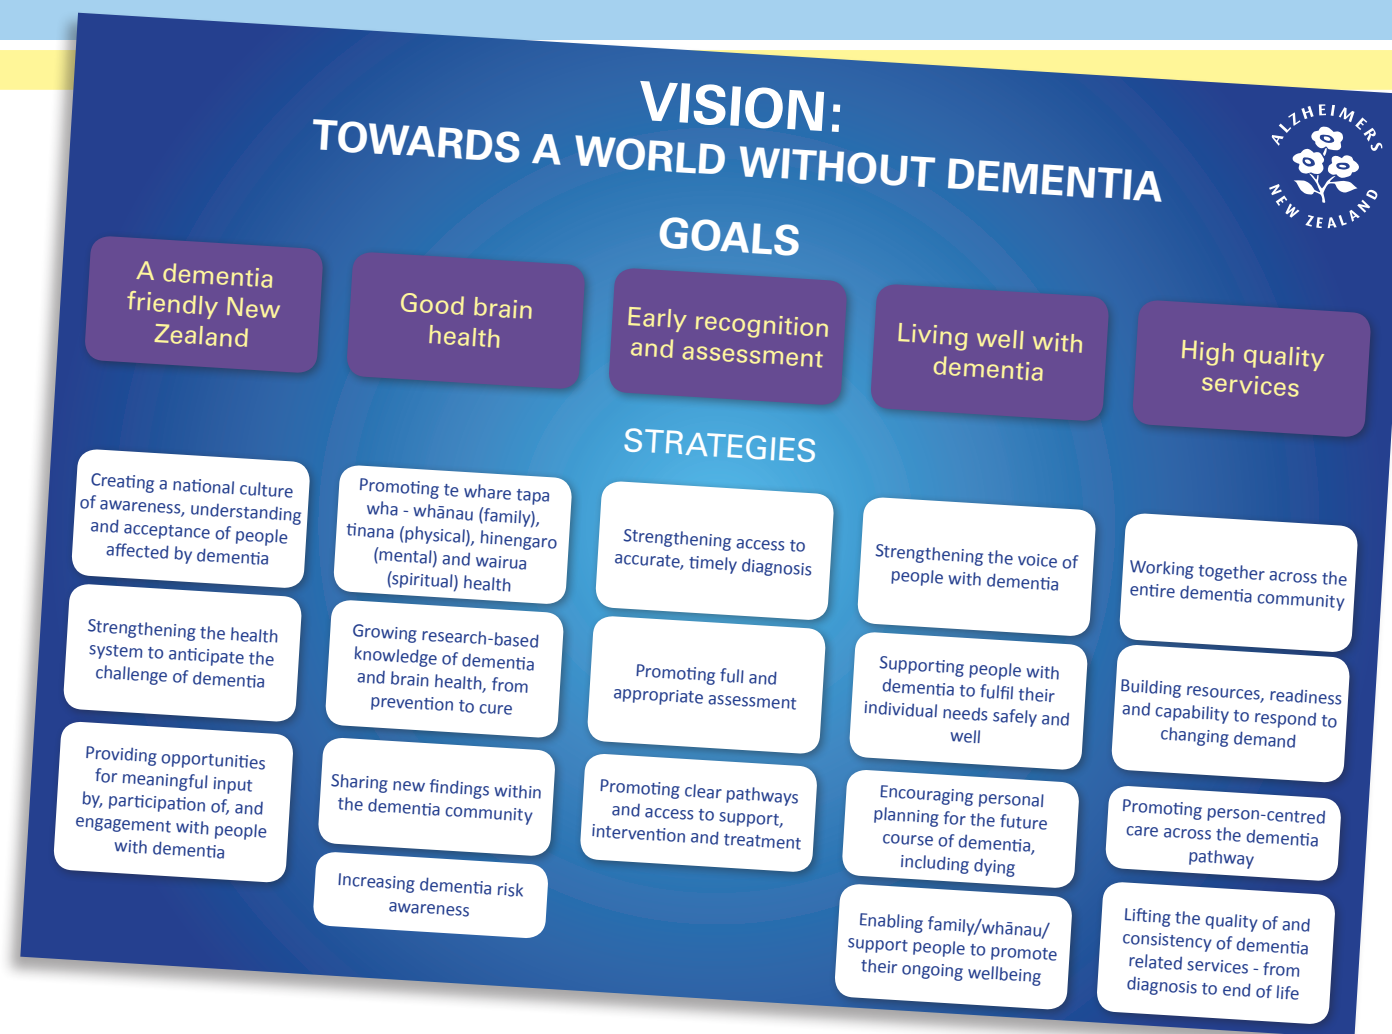 VISION:
TOWARDS A WORLD WITHOUT DEMENTIA
ALZHEIMERS
NEW ZEALAND
GOALS
A dementia
friendly New
Zealand
Good brain
health
Early recognition
and assessment
Living well with
dementia
High quality
services
STRATEGIES
Creating a national culture
of awareness, understanding
and acceptance of people
affected by dementia
Strengthening the health
system to anticipate the
challenge of dementia
Providing opportunities
for meaningful input
by, participation of, and
engagement with people
with dementia
Promoting te whare tapa
wha - whānau (family),
tinana (physical), hinengaro
(mental) and wairua
(spiritual) health
Growing research-based
knowledge of dementia
and brain health, from
prevention to cure
Sharing new findings within
the dementia community
Increasing dementia risk
awareness
Strengthening access to
accurate, timely diagnosis
Promoting full and
appropriate assessment
Promoting clear pathways
and access to support,
intervention and treatment
Strengthening the voice of
people with dementia
Supporting people with
dementia to fulfil their
individual needs safely and
well
Encouraging personal
planning for the future
course of dementia,
including dying
Enabling family/whānau/
support people to promote
their ongoing wellbeing
Working together across the
entire dementia community
Building resources, readiness
and capability to respond to
changing demand
Promoting person-centred
care across the dementia
pathway
Lifting the quality of and
consistency of dementia
related services - from
diagnosis to end of life